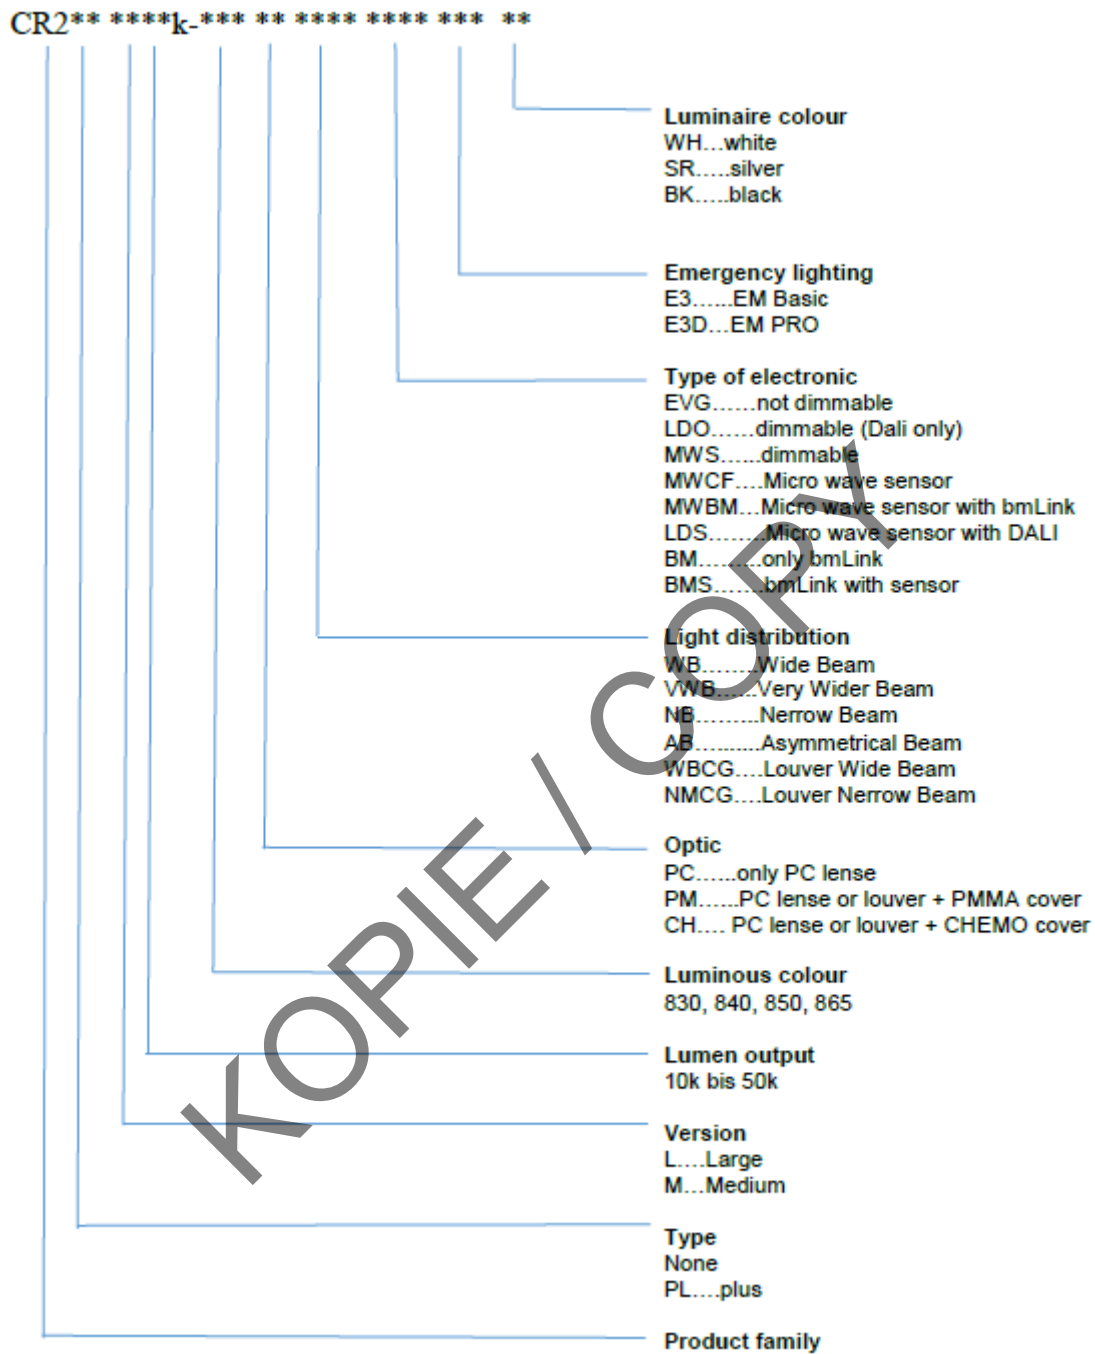 CR2** ****k-*** ** **** **** *** **
Luminaire colour
WH…white
SR…..silver
BK…..black
Emergency lighting
E3…...EM Basic
E3D…EM PRO
Type of electronic
EVG……not dimmable
LDO……dimmable (Dali only)
MWS…...dimmable
MWCF….Micro wave sensor
MWBM…Micro wave sensor with bmLink
LDS……..Micro wave sensor with DALI
BM……...only bmLink
BMS…….bmLink with sensor
Light distribution
WB……..Wide Beam
VWB……Very Wider Beam
NB……...Nerrow Beam
AB….......Asymmetrical Beam
WBCG….Louver Wide Beam
NMCG….Louver Nerrow Beam
Optic
PC…...only PC lense
PM…...PC lense or louver + PMMA cover
CH…. PC lense or louver + CHEMO cover
Luminous colour
830, 840, 850, 865
Lumen output
10k bis 50k
Version
L….Large
M…Medium
Type
None
PL….plus
Product family
KOPIE / COPY